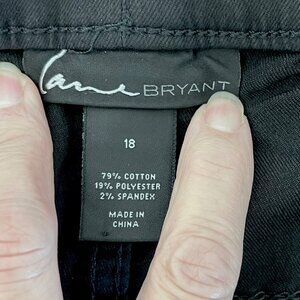 Lane BRYANT
18
79% COTTON
19% POLYESTER
2% SPANDEX
MADE IN
CHINA